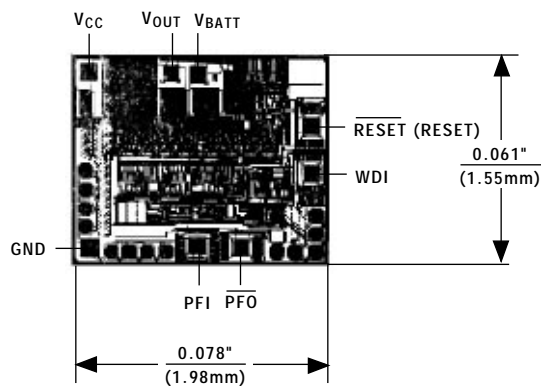 VCC VOUT VBATT
RESET (RESET)
0.061"
(1.55mm)
WDI
GND
PFI PFO
0.078"
(1.98mm)